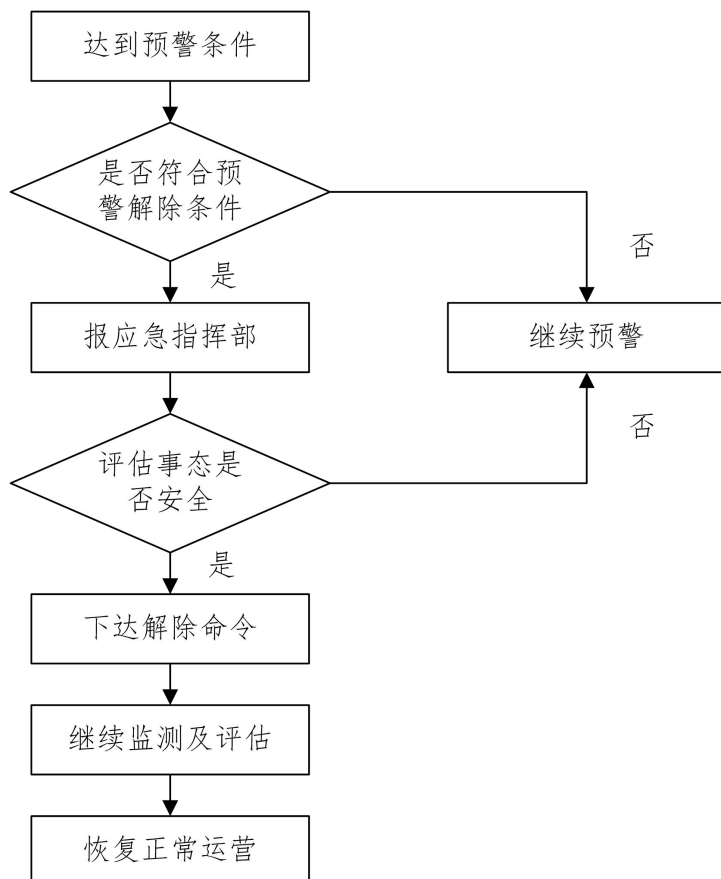 达到预警条件
是否符合预
警解除条件
否
是
报应急指挥部
继续预警
否
评估事态是
否安全
是
下达解除命令
继续监测及评估
恢复正常运营